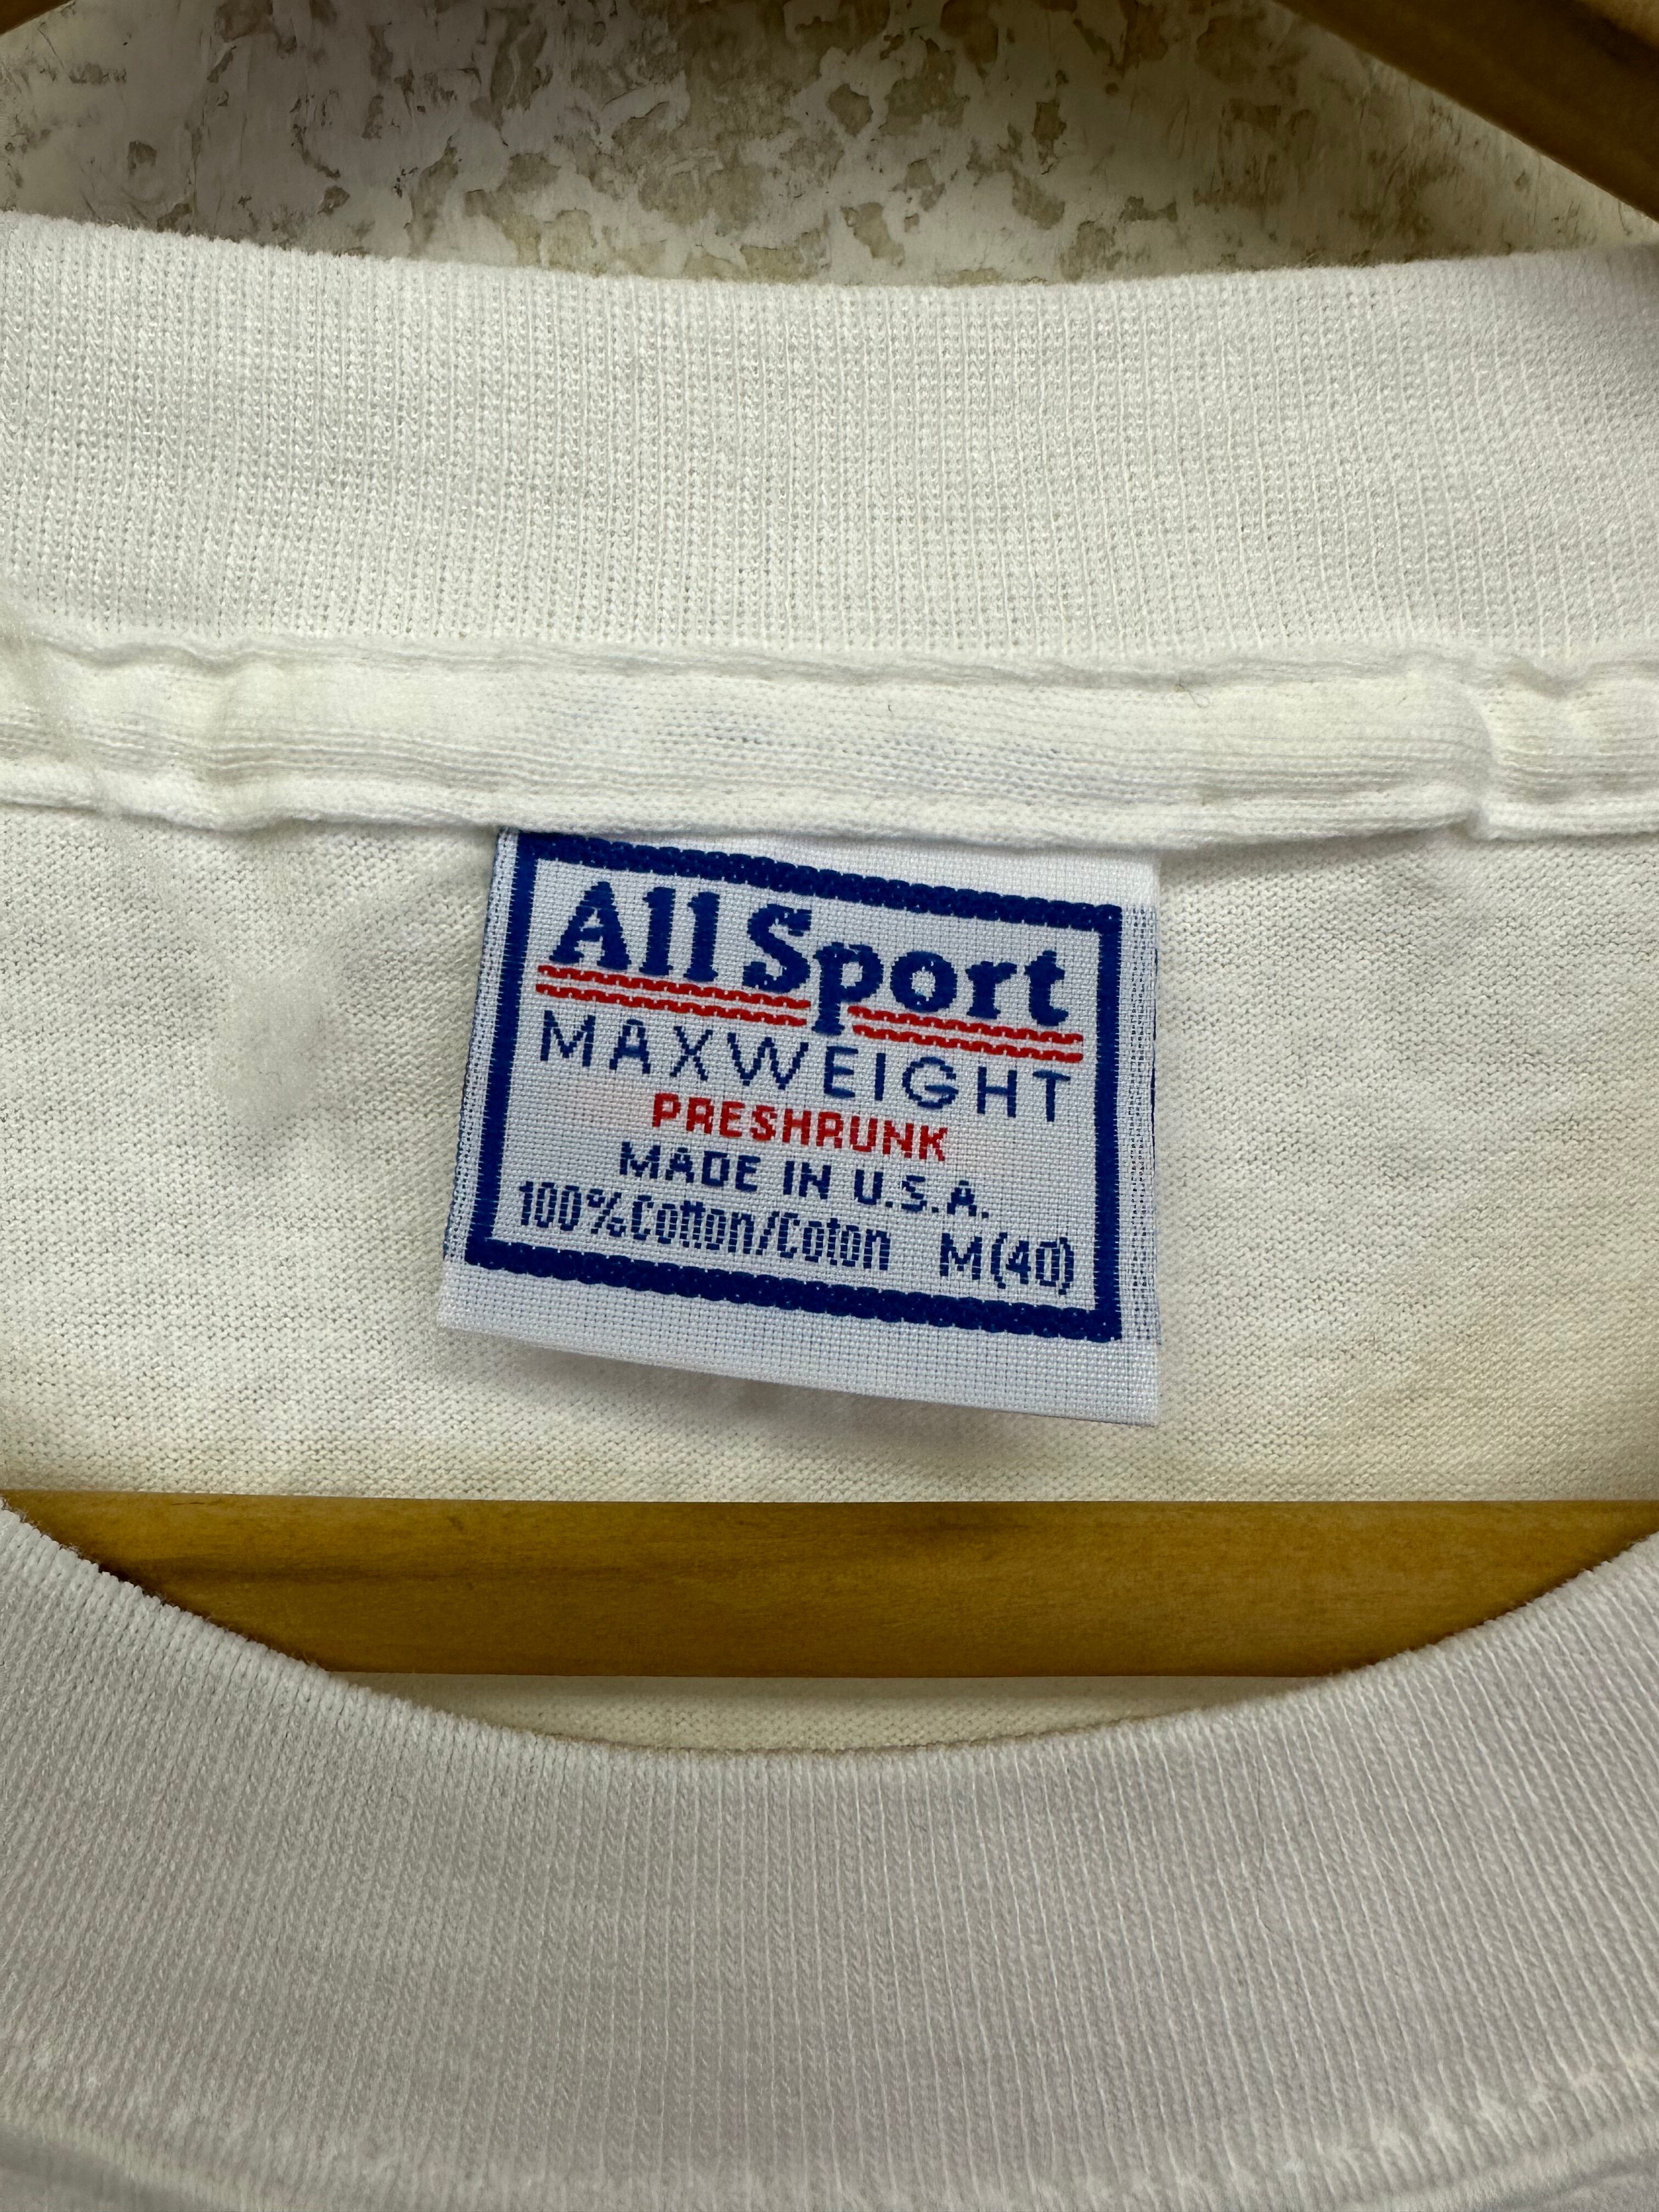 All Sport
MAXWEIGHT
PRESHRUNK
MADE IN U.S.A.
100% Cotton/Coton M(40)